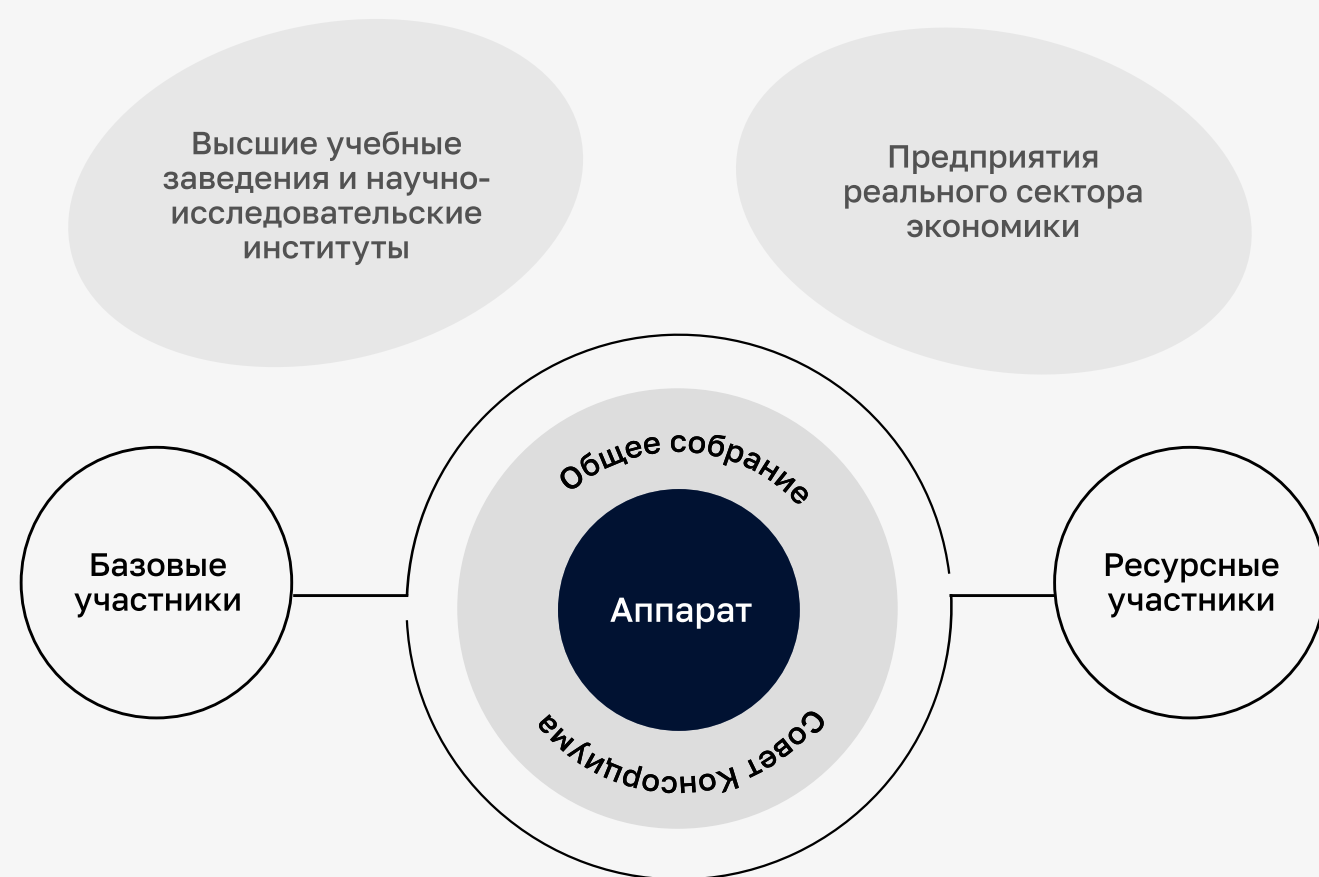 Высшие учебные
заведения и научно-
исследовательские
институты
Предприятия
реального сектора
экономики
Общее собрание
Базовые
участники
Аппарат
Ресурсные
участники
Совет Консорциума